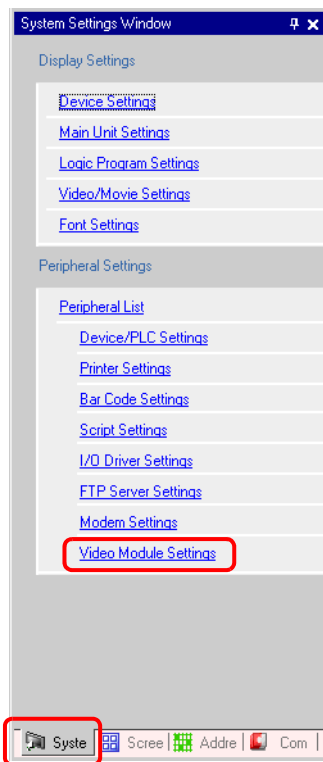 System Settings Window
Display Settings
Device Settings
Main Unit Settings
Logic Program Settings
Video/Movie Settings
Font Settings
Peripheral Settings
Peripheral List
Device/PLC Settings
Printer Settings
Bar Code Settings
Script Settings
I/O Driver Settings
FTP Server Settings
Modem Settings
Video Module Settings
Syste Scree Addre Com